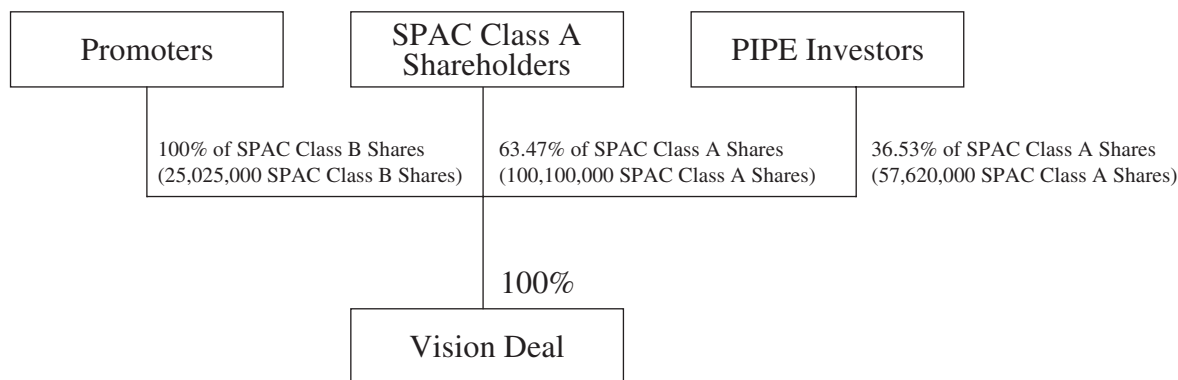 Promoters
SPAC Class A
Shareholders
PIPE Investors
100% of SPAC Class B Shares
(25,025,000 SPAC Class B Shares)
63.47% of SPAC Class A Shares
(100,100,000 SPAC Class A Shares)
36.53% of SPAC Class A Shares
(57,620,000 SPAC Class A Shares)
100%
Vision Deal